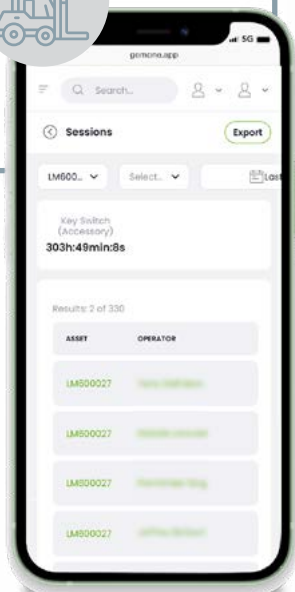 5G
gemono.app
Search..
Sessions
Export
LM600..
Select..
Last
Key Switch
(Accessory)
303h:49min:8s
Results: 2 of 330
ASSET OPERATOR
LM600027
LM600027
LM600027
LM600027